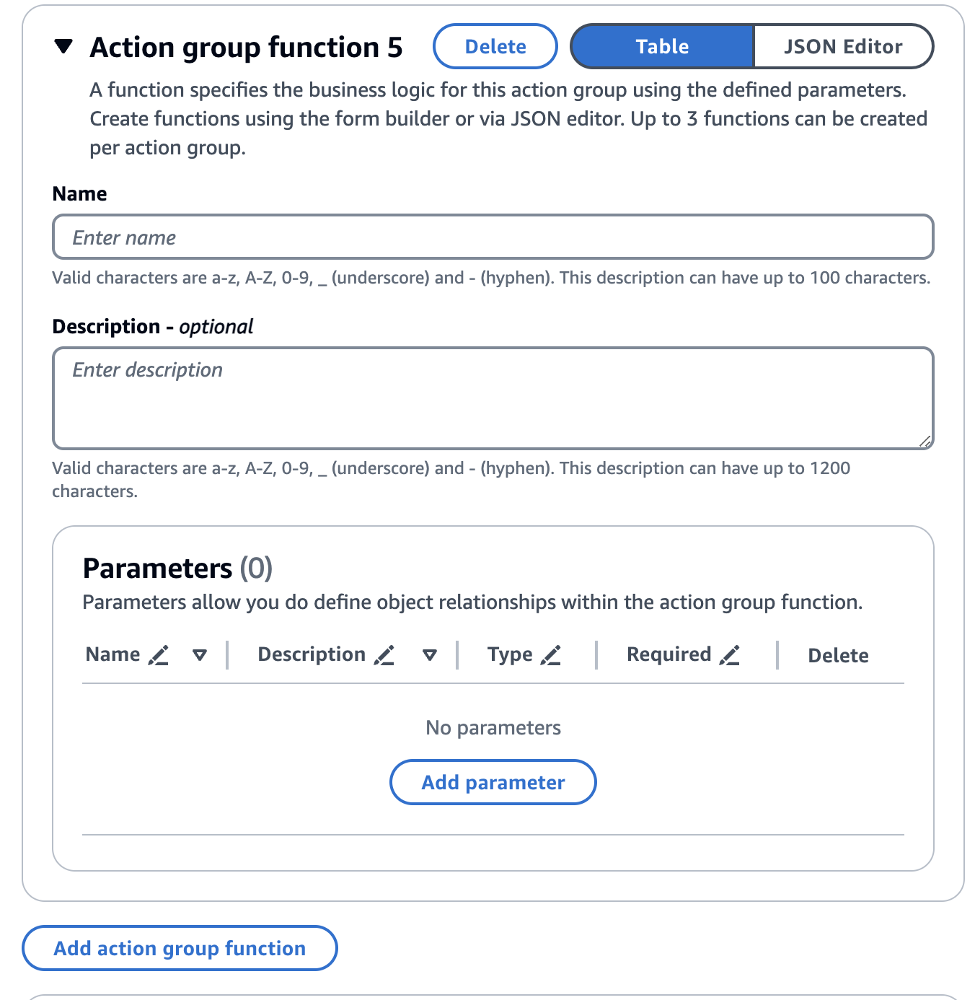 Action group function 5
Delete
Table
JSON Editor
A function specifies the business logic for this action group using the defined parameters.
Create functions using the form builder or via JSON editor. Up to 3 functions can be created
per action group.
Name
Enter name
Valid characters are a-z, A-Z, 0-9, _ (underscore) and - (hyphen). This description can have up to 100 characters.
Description - optional
Enter description
Valid characters are a-z, A-Z, 0-9, _ (underscore) and - (hyphen). This description can have up to 1200
characters.
Parameters (0)
Parameters allow you do define object relationships within the action group function.
Name
Description
Type
Required
Delete
No parameters
Add parameter
Add action group function